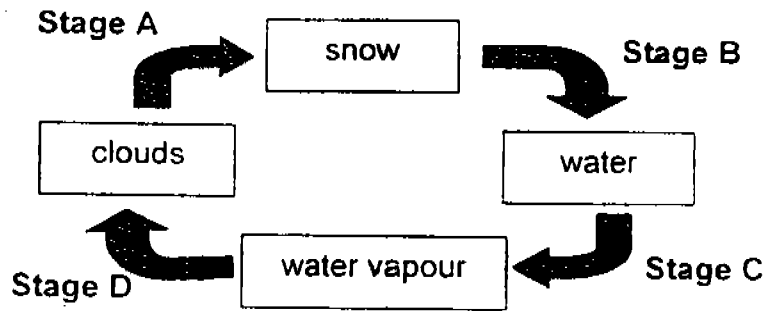 Stage A
snow
Stage B
clouds
water
Stage D
water vapour
Stage C